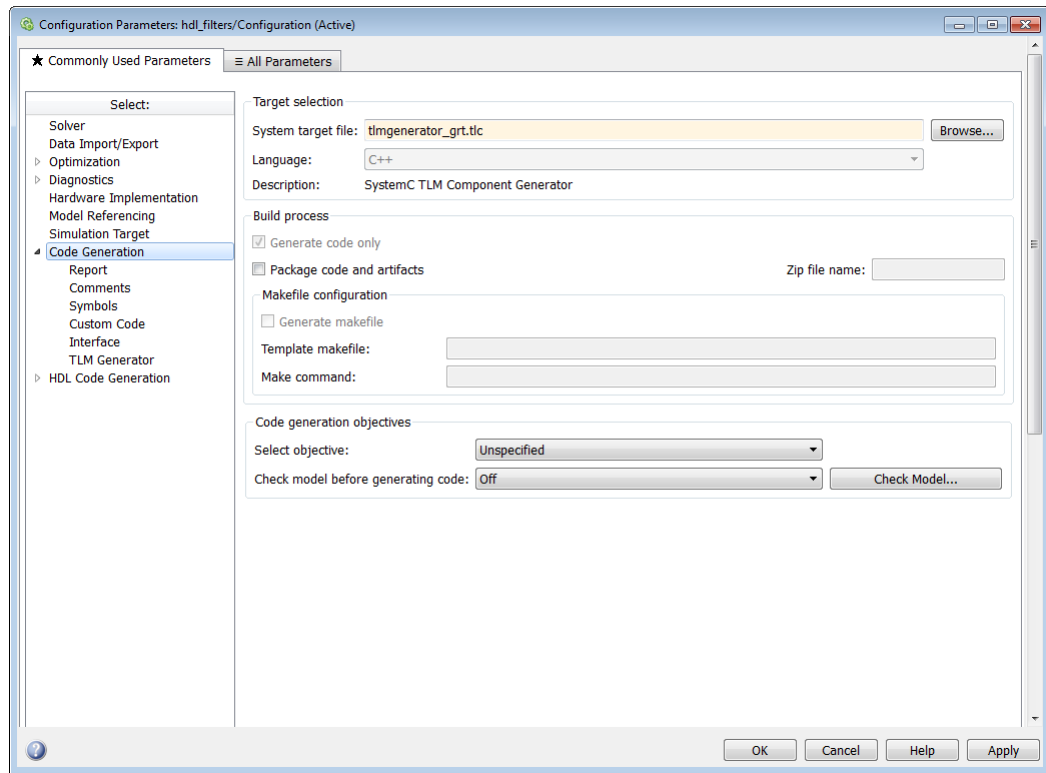 Configuration Parameters: hdl_filters/Configuration (Active)
★ Commonly Used Parameters
≡ All Parameters
Select:
Solver
Data Import/Export
Optimization
Diagnostics
Hardware Implementation
Model Referencing
Simulation Target
Code Generation
Report
Comments
Symbols
Custom Code
Interface
TLM Generator
HDL Code Generation
Target selection
System target file: tlmgenerator_grt.tlc Browse...
Language: C++
Description: SystemC TLM Component Generator
Build process
Generate code only
Package code and artifacts Zip file name:
Makefile configuration
Generate makefile
Template makefile:
Make command:
Code generation objectives
Select objective: Unspecified
Check model before generating code: Off Check Model...
OK Cancel Help Apply